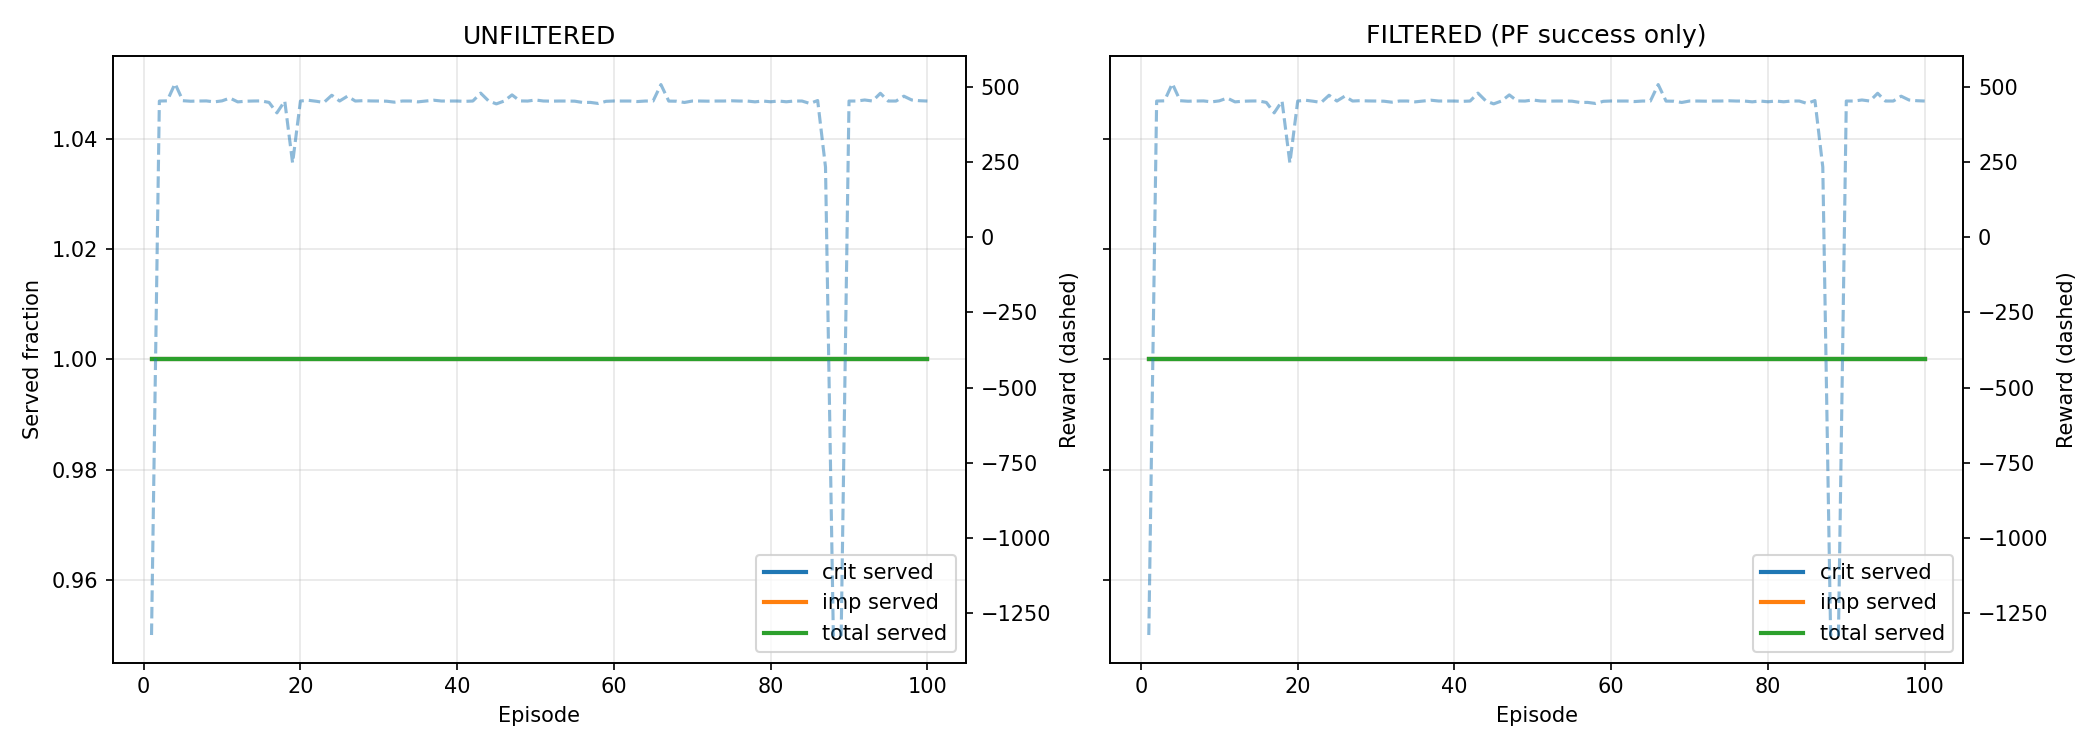 UNFILTERED
1.04
1.02
1.00
0.98
0.96
Served fraction
500
250
0
−250
−500
−750
−1000
−1250
Reward (dashed)
crit served
imp served
total served
0 20 40 60 80 100
Episode
FILTERED (PF success only)
500
250
0
−250
−500
−750
−1000
−1250
Reward (dashed)
crit served
imp served
total served
0 20 40 60 80 100
Episode